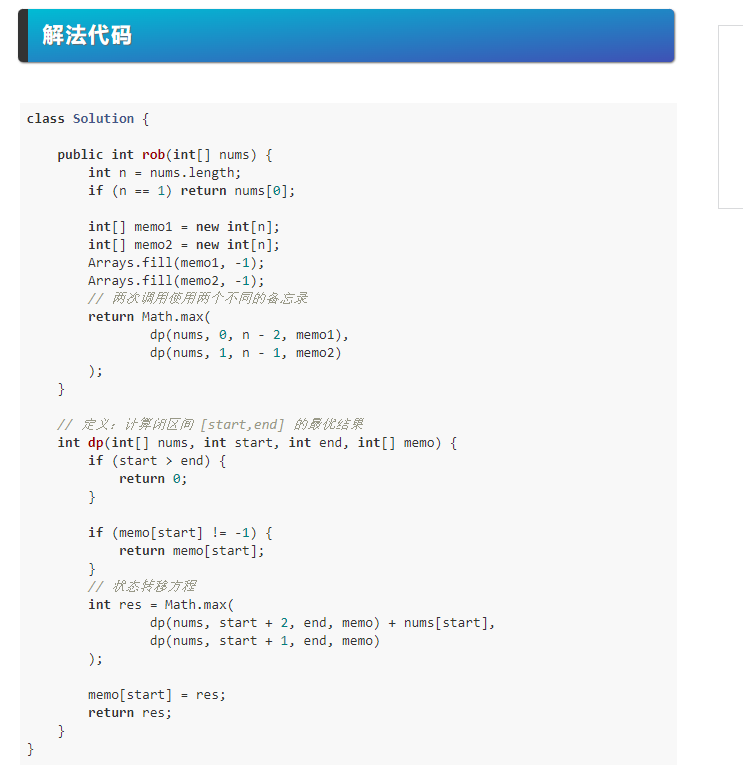 解法代码
class Solution {
public int rob(int[] nums) {
int n = nums.length;
if (n == 1) return nums[0];
int[] memo1 = new int[n];
int[] memo2 = new int[n];
Arrays.fill(memo1, -1);
Arrays.fill(memo2, -1);
// 两次调用使用两个不同的备忘录
return Math.max(
dp(nums, 0, n - 2, memo1),
dp(nums, 1, n - 1, memo2)
);
}
// 定义：计算闭区间 [start,end] 的最优结果
int dp(int[] nums, int start, int end, int[] memo) {
if (start > end) {
return 0;
}
if (memo[start] != -1) {
return memo[start];
}
// 状态转移方程
int res = Math.max(
dp(nums, start + 2, end, memo) + nums[start],
dp(nums, start + 1, end, memo)
);
memo[start] = res;
return res;
}
}